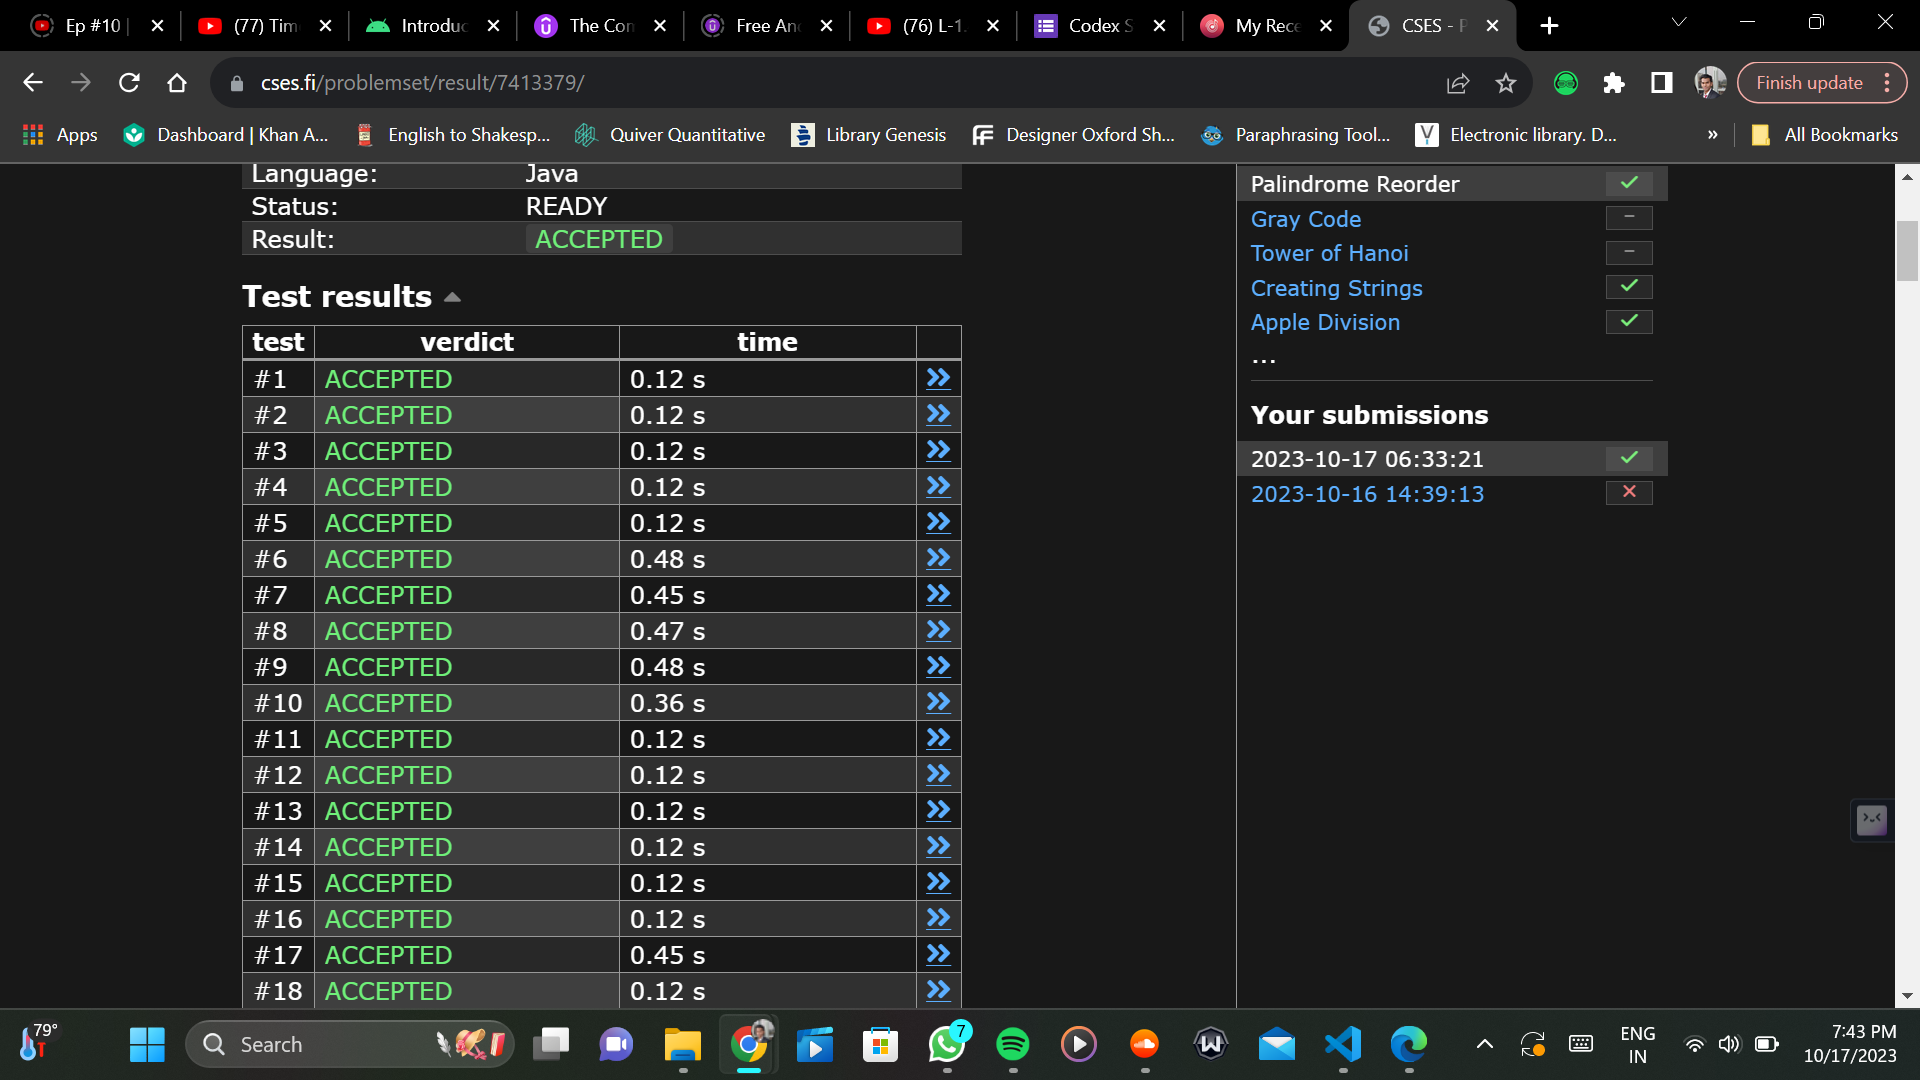 Ep #10 |
(77) Tim
Introduc
The Con
Free An
(76) L-1.
Codex S
My Rece
CSES - P
cses.fi/problemset/result/7413379/
Finish update
Apps
Dashboard | Khan A...
English to Shakesp...
Quiver Quantitative
Library Genesis
Designer Oxford Sh...
Paraphrasing Tool...
Electronic library. D...
»
All Bookmarks
Language: Java
Status: READY
Result: ACCEPTED
Test results
test verdict time
#1 ACCEPTED 0.12 s
#2 ACCEPTED 0.12 s
#3 ACCEPTED 0.12 s
#4 ACCEPTED 0.12 s
#5 ACCEPTED 0.12 s
#6 ACCEPTED 0.48 s
#7 ACCEPTED 0.45 s
#8 ACCEPTED 0.47 s
#9 ACCEPTED 0.48 s
#10 ACCEPTED 0.36 s
#11 ACCEPTED 0.12 s
#12 ACCEPTED 0.12 s
#13 ACCEPTED 0.12 s
#14 ACCEPTED 0.12 s
#15 ACCEPTED 0.12 s
#16 ACCEPTED 0.12 s
#17 ACCEPTED 0.45 s
#18 ACCEPTED 0.12 s
Palindrome Reorder
Gray Code –
Tower of Hanoi –
Creating Strings
Apple Division
...
Your submissions
2023-10-17 06:33:21
2023-10-16 14:39:13
79°
Search
7
ENG
IN
7:43 PM
10/17/2023